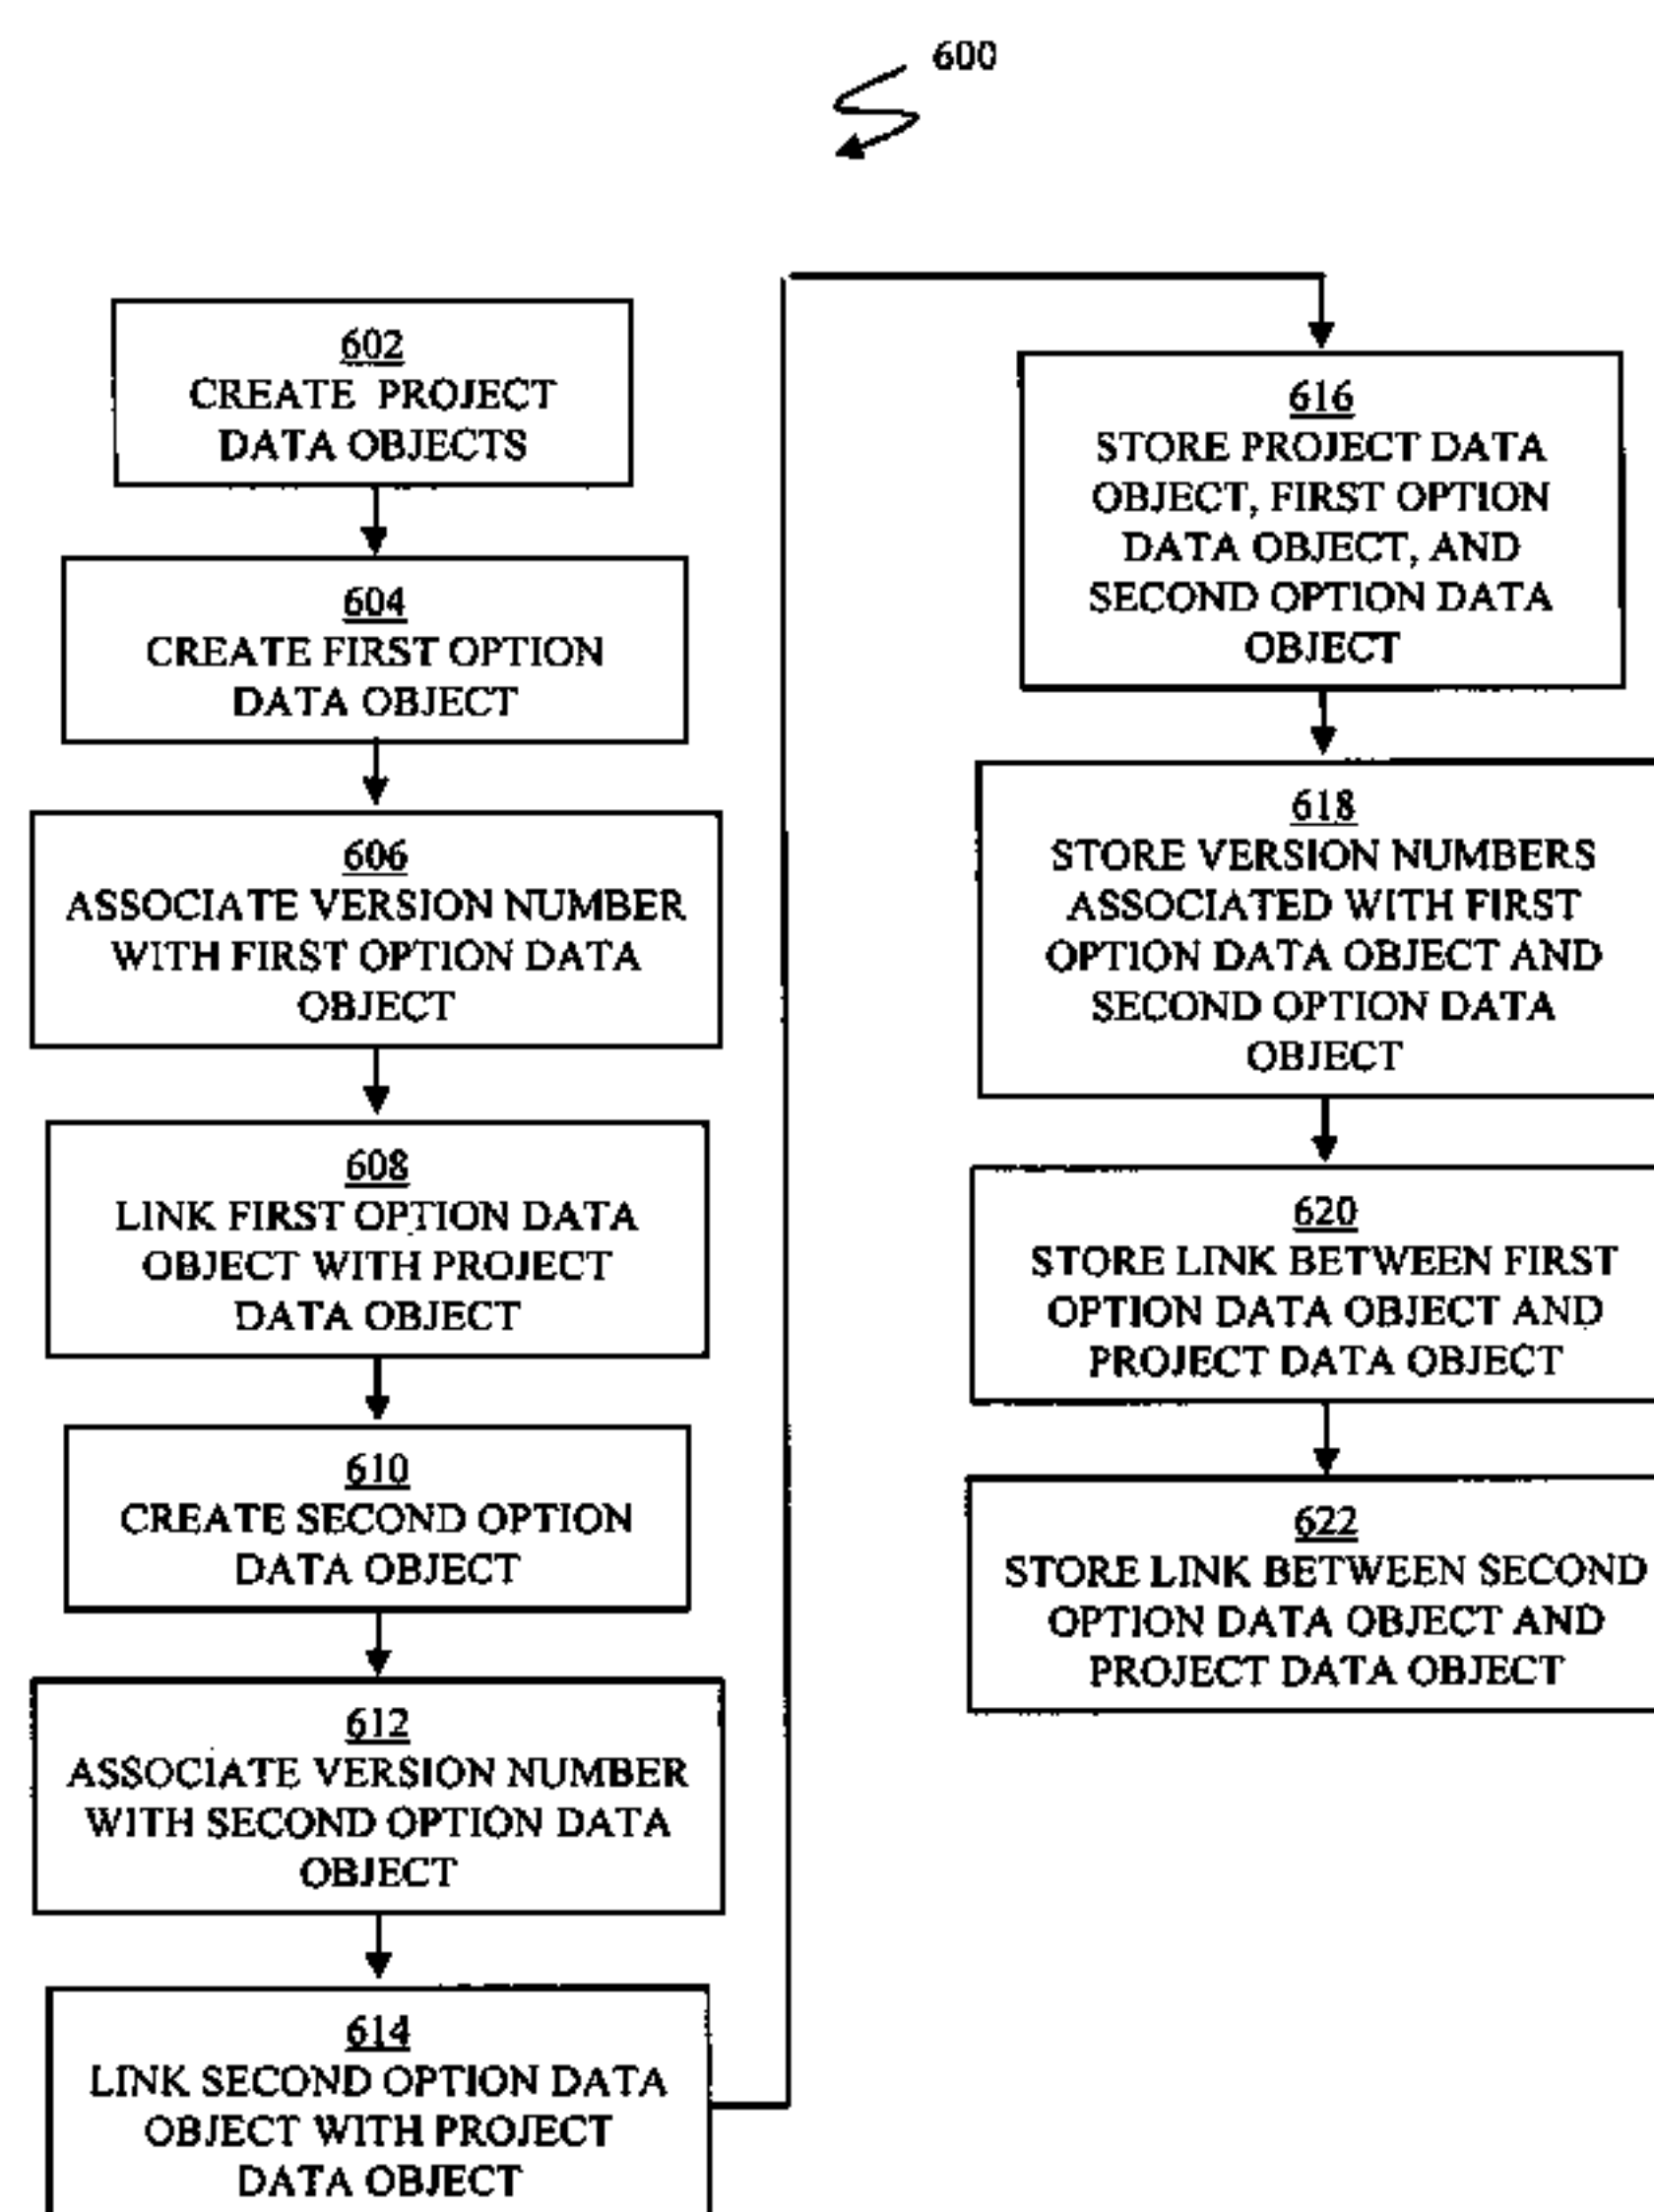 600
602
CREATE PROJECT
DATA OBJECTS
604
CREATE FIRST OPTION
DATA OBJECT
606
ASSOCIATE VERSION NUMBER
WITH FIRST OPTION DATA
OBJECT
608
LINK FIRST OPTION DATA
OBJECT WITH PROJECT
DATA OBJECT
610
CREATE SECOND OPTION
DATA OBJECT
612
ASSOCIATE VERSION NUMBER
WITH SECOND OPTION DATA
OBJECT
614
LINK SECOND OPTION DATA
OBJECT WITH PROJECT
DATA OBJECT
616
STORE PROJECT DATA
OBJECT, FIRST OPTION
DATA OBJECT, AND
SECOND OPTION DATA
OBJECT
618
STORE VERSION NUMBERS
ASSOCIATED WITH FIRST
OPTION DATA OBJECT AND
SECOND OPTION DATA
OBJECT
620
STORE LINK BETWEEN FIRST
OPTION DATA OBJECT AND
PROJECT DATA OBJECT
622
STORE LINK BETWEEN SECOND
OPTION DATA OBJECT AND
PROJECT DATA OBJECT